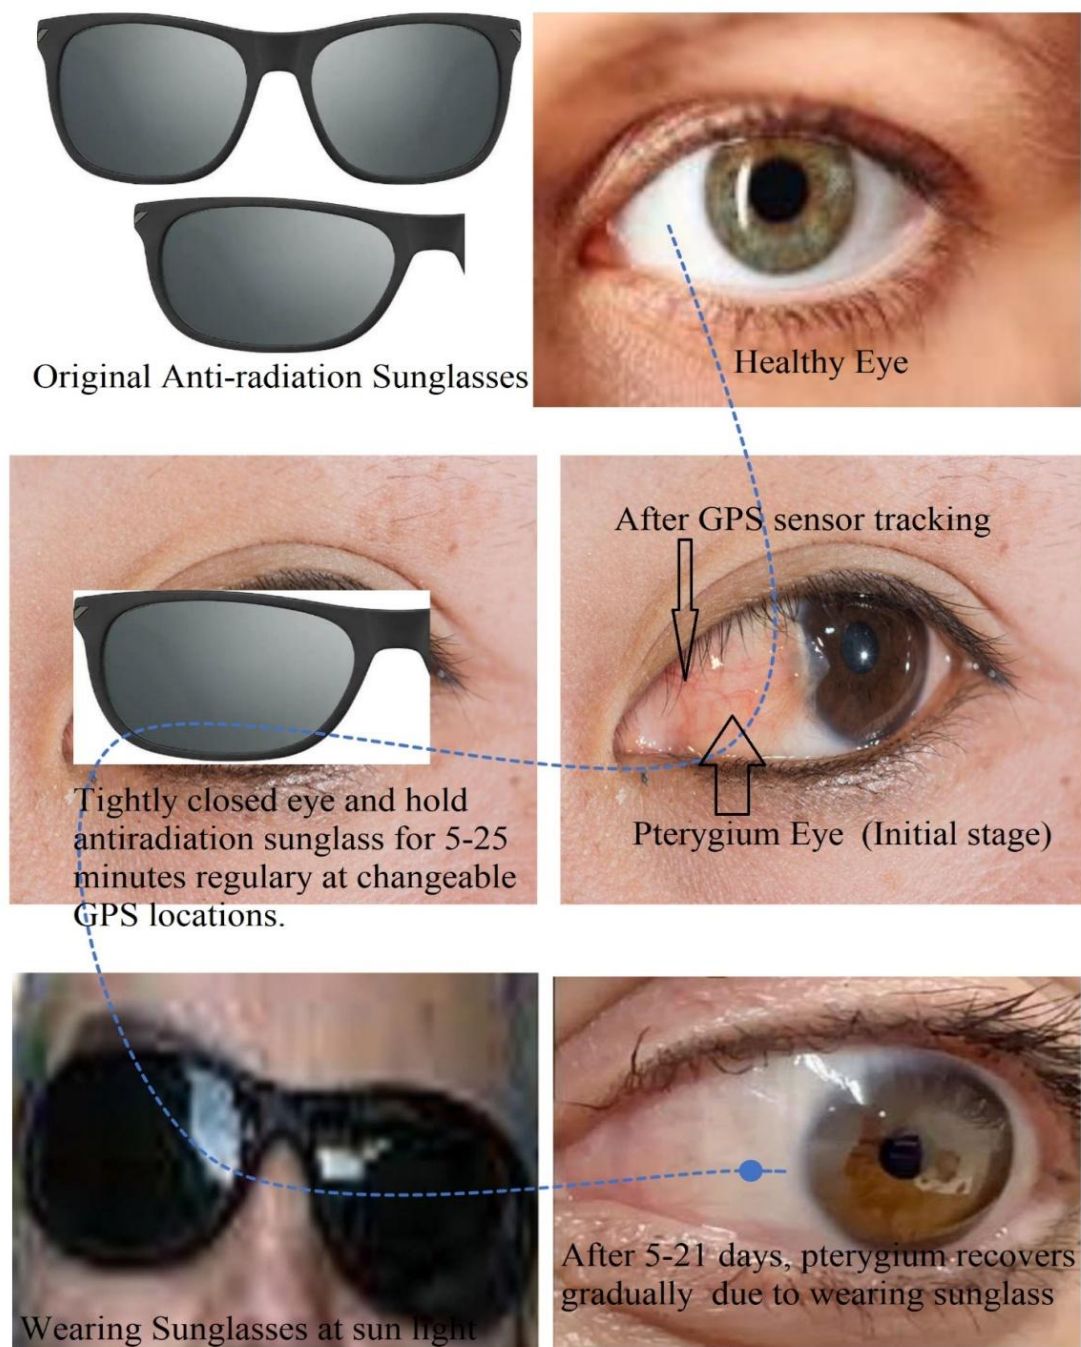 Original Anti-radiation Sunglasses
Healthy Eye
After GPS sensor tracking
Pterygium Eye (Initial stage)
Tightly closed eye and hold
antiradiation sunglass for 5-25
minutes regulary at changeable
GPS locations.
Wearing Sunglasses at sun light
After 5-21 days, pterygium recovers
gradually due to wearing sunglass